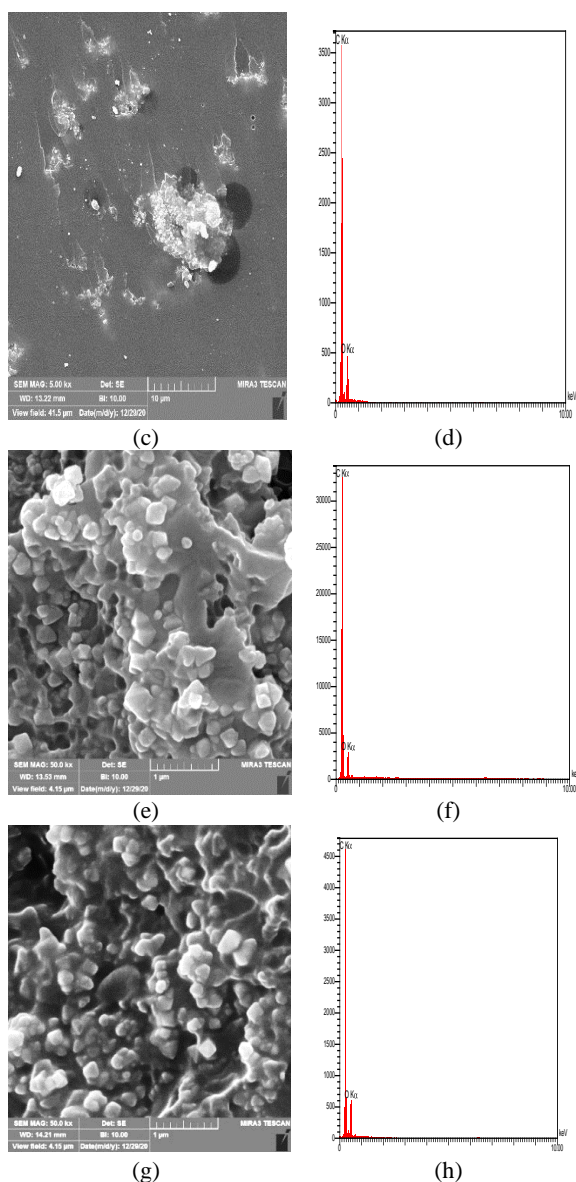 C Kα
3500
3000
2500
2000
1500
1000
500
0
O Kα
0
10.00
keV
SEM MAG: 5.00 kx Det: SE
WD: 13.22 mm BI: 10.00 10 µm MIRA3 TESCAN
View field: 41.5 µm Date(m/d/y): 12/29/20
(c) (d)
C Kα
30000
25000
20000
15000
10000
5000
0
O Kα
0
10.00
SEM MAG: 50.0 kx Det: SE
WD: 13.53 mm BI: 10.00 1 µm MIRA3 TESCAN
View field: 4.15 µm Date(m/d/y): 12/29/20
(e) (f)
C Kα
4500
4000
3500
3000
2500
2000
1500
1000
500
0
O Kα
0
10.00
keV
SEM MAG: 50.0 kx Det: SE
WD: 14.21 mm BI: 10.00 1 µm MIRA3 TESCAN
View field: 4.15 µm Date(m/d/y): 12/29/20
(g) (h)